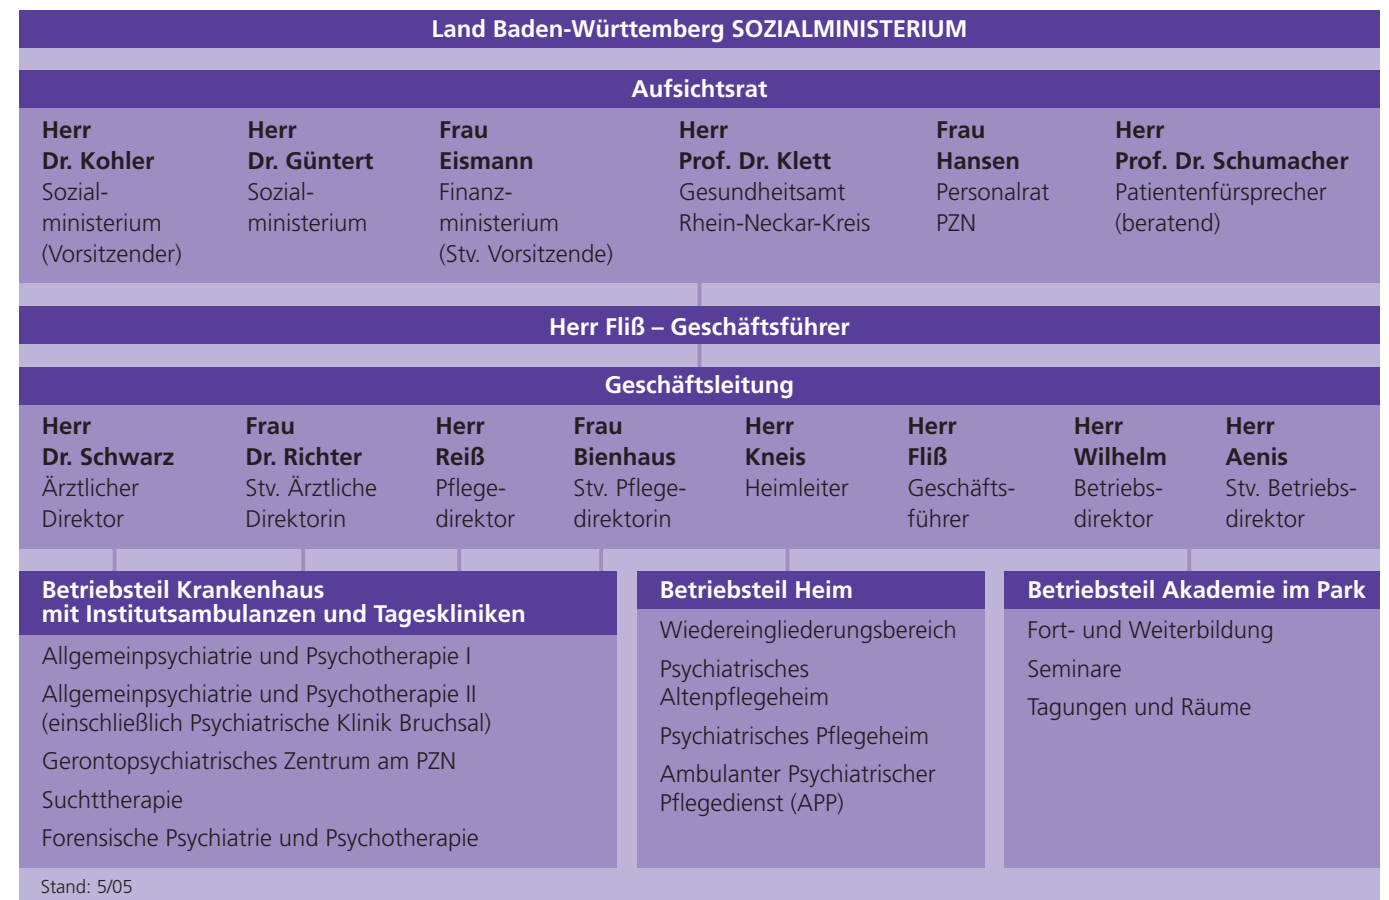 Land Baden-Württemberg SOZIALMINISTERIUM
Aufsichtsrat
Herr
Dr. Kohler
Sozial-
ministerium
(Vorsitzender)
Herr
Dr. Güntert
Sozial-
ministerium
Frau
Eismann
Finanz-
ministerium
(Stv. Vorsitzende)
Herr
Prof. Dr. Klett
Gesundheitsamt
Rhein-Neckar-Kreis
Frau
Hansen
Personalrat
PZN
Herr
Prof. Dr. Schumacher
Patientenfürsprecher
(beratend)
Herr Fliß – Geschäftsführer
Geschäftsleitung
Herr
Dr. Schwarz
Ärztlicher
Direktor
Frau
Dr. Richter
Stv. Ärztliche
Direktorin
Herr
Reiß
Pflege-
direktor
Frau
Bienhaus
Stv. Pflege-
direktorin
Herr
Kneis
Heimleiter
Herr
Fliß
Geschäfts-
führer
Herr
Wilhelm
Betriebs-
direktor
Herr
Aenis
Stv. Betriebs-
direktor
Betriebsteil Krankenhaus
mit Institutsambulanzen und Tageskliniken
Allgemeinpsychiatrie und Psychotherapie I
Allgemeinpsychiatrie und Psychotherapie II
(einschließlich Psychiatrische Klinik Bruchsal)
Gerontopsychiatrisches Zentrum am PZN
Suchttherapie
Forensische Psychiatrie und Psychotherapie
Betriebsteil Heim
Wiedereingliederungsbereich
Psychiatrisches
Altenpflegeheim
Psychiatrisches Pflegeheim
Ambulanter Psychiatrischer
Pflegedienst (APP)
Betriebsteil Akademie im Park
Fort- und Weiterbildung
Seminare
Tagungen und Räume
Stand: 5/05